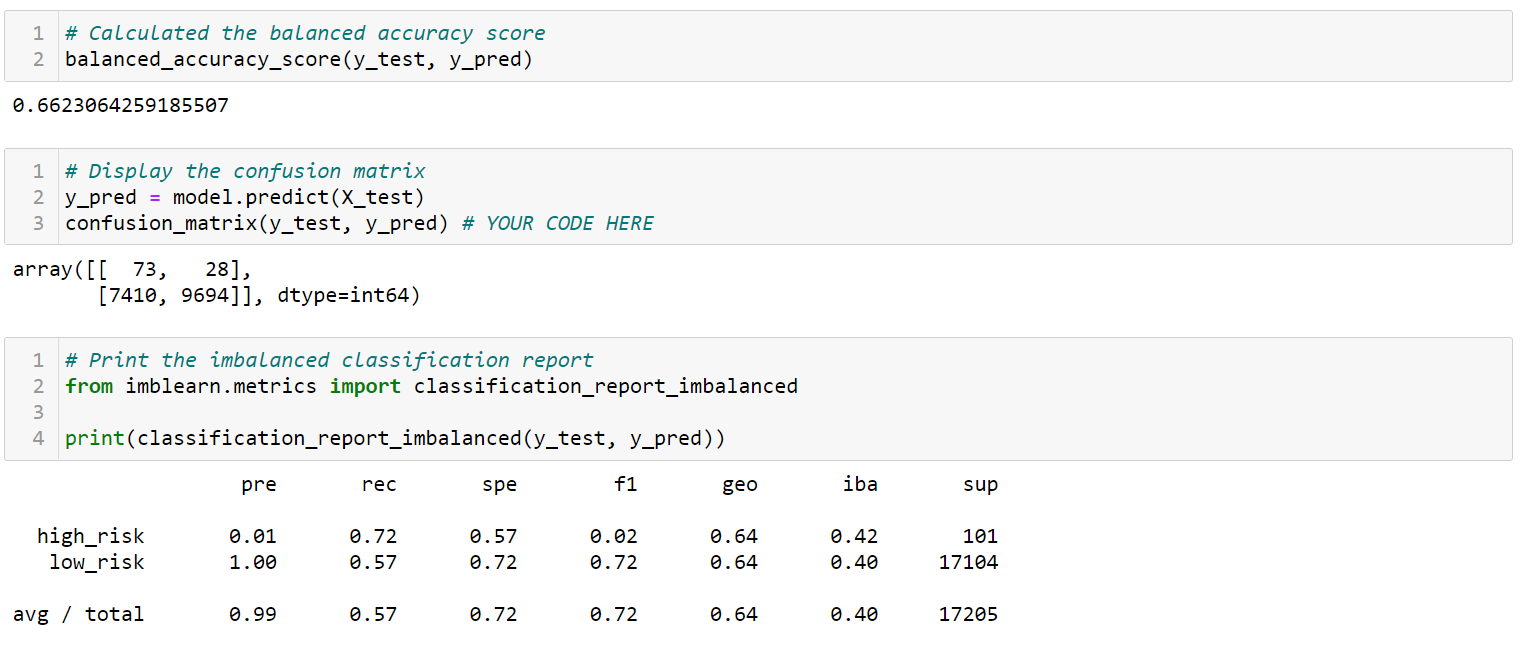 1 # Calculated the balanced accuracy score
2 balanced_accuracy_score(y_test, y_pred)
0.6623064259185507
1 # Display the confusion matrix
2 y_pred = model.predict(X_test)
3 confusion_matrix(y_test, y_pred) # YOUR CODE HERE
array([[  73,   28],
       [7410, 9694]], dtype=int64)
1 # Print the imbalanced classification report
2 from imblearn.metrics import classification_report_imbalanced
3
4 print(classification_report_imbalanced(y_test, y_pred))
                   pre       rec       spe        f1       geo       iba       sup
  high_risk       0.01      0.72      0.57      0.02      0.64      0.42       101
   low_risk       1.00      0.57      0.72      0.72      0.64      0.40     17104
avg / total       0.99      0.57      0.72      0.72      0.64      0.40     17205